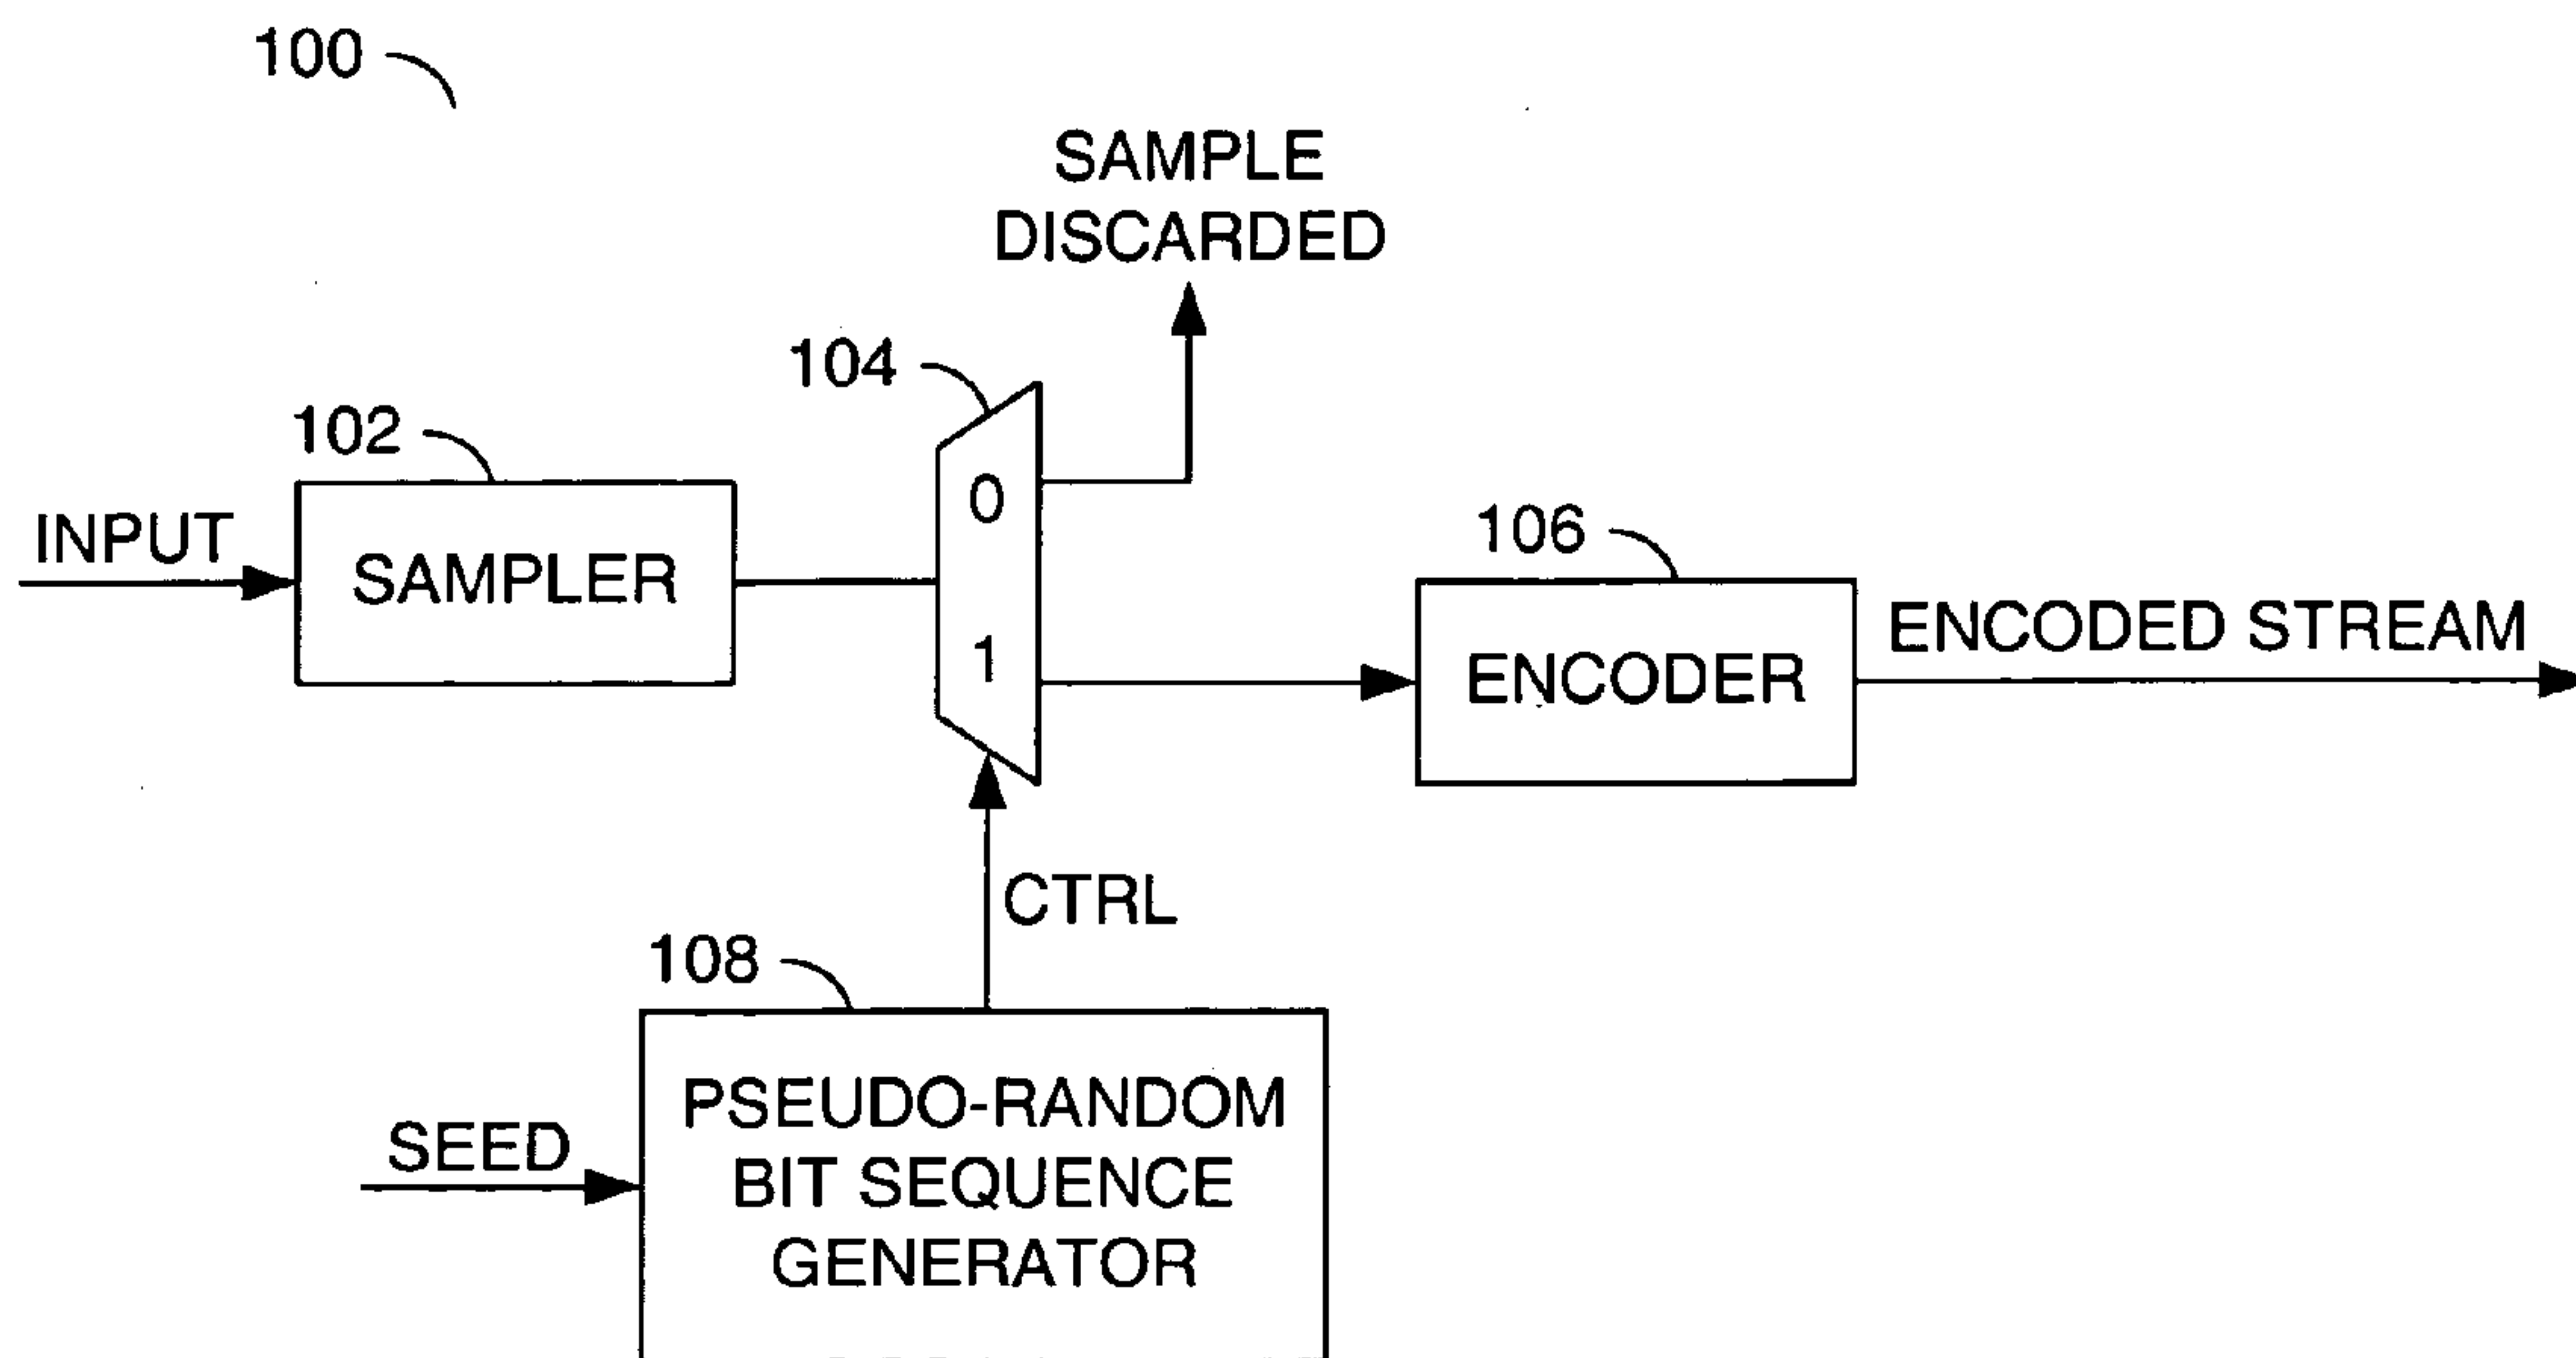 100
SAMPLE
DISCARDED
104
102
0
106
INPUT
SAMPLER
1
ENCODER
ENCODED STREAM
CTRL
108
PSEUDO-RANDOM
BIT SEQUENCE
GENERATOR
SEED